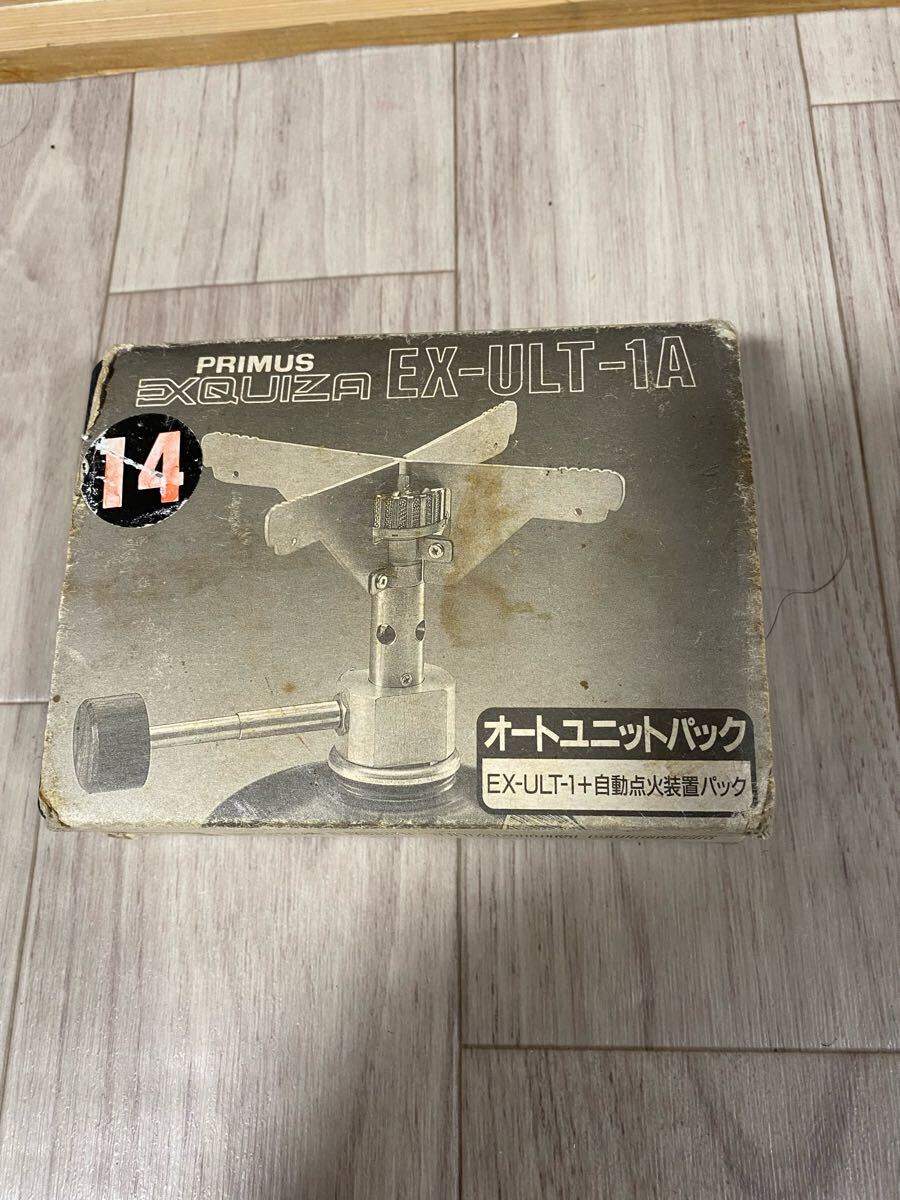 PRIMUS
EXQUIZA EX-ULT-1A
14
オートユニットパック
EX-ULT-1+自動点火装置パック